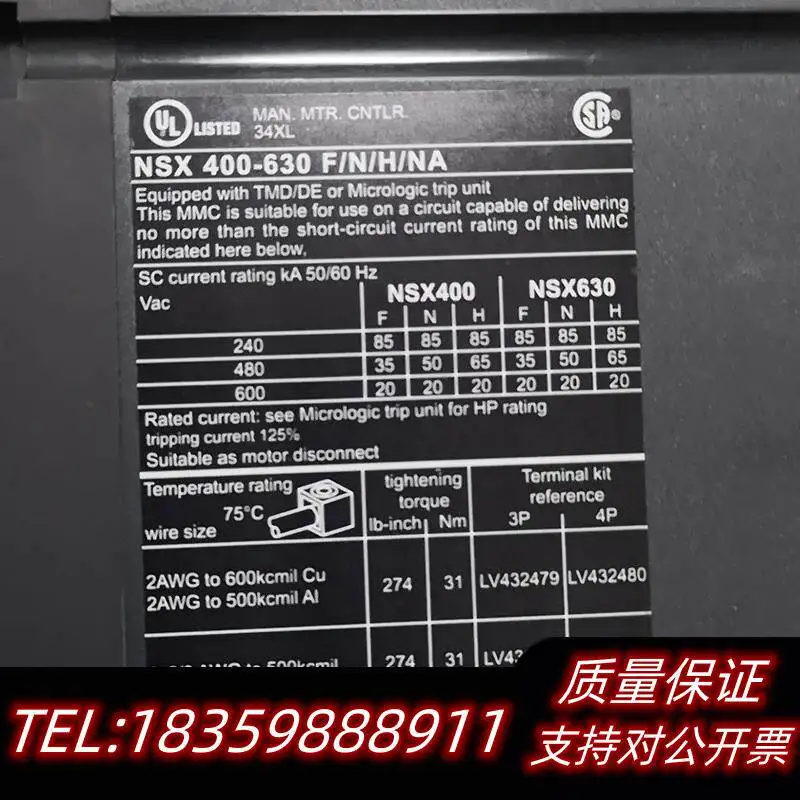 UL LISTED MAN. MTR. CNTLR.
34XL
SA
NSX 400-630 F/N/H/NA
Equipped with TMD/DE or Micrologic trip unit
This MMC is suitable for use on a circuit capable of delivering
no more than the short-circuit current rating of this MMC
indicated here below,
SC current rating kA 50/60 Hz
Vac NSX400 NSX630
F N H F N H
240 85 85 85 85 85 85
480 35 50 65 35 50 65
600 20 20 20 20 20 20
Rated current: see Micrologic trip unit for HP rating
tripping current 125%
Suitable as motor disconnect
Temperature rating tightening Terminal kit
75°C torque reference
wire size lb-inch Nm 3P 4P
2AWG to 600kcmil Cu
2AWG to 500kcmil Al 274 31 LV432479 LV432480
AWG to 500kcmil 274 31 LV43
质量保证
TEL:18359888911
支持对公开票